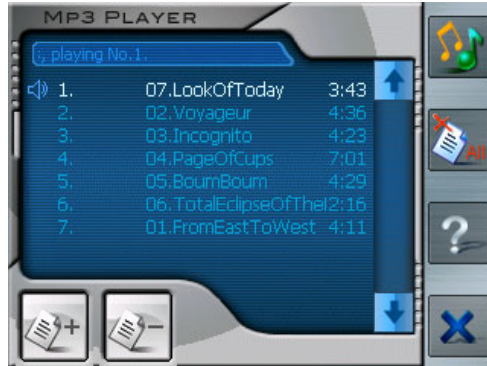 MP3 PLAYER
playing No.1.
1. 07.LookOfToday 3:43
2. 02.Voyageur 4:36
3. 03.Incognito 4:23
4. 04.PageOfCups 7:01
5. 05.BoumBoum 4:29
6. 06.TotalEclipseOfThe 2:16
7. 01.FromEastToWest 4:11
All